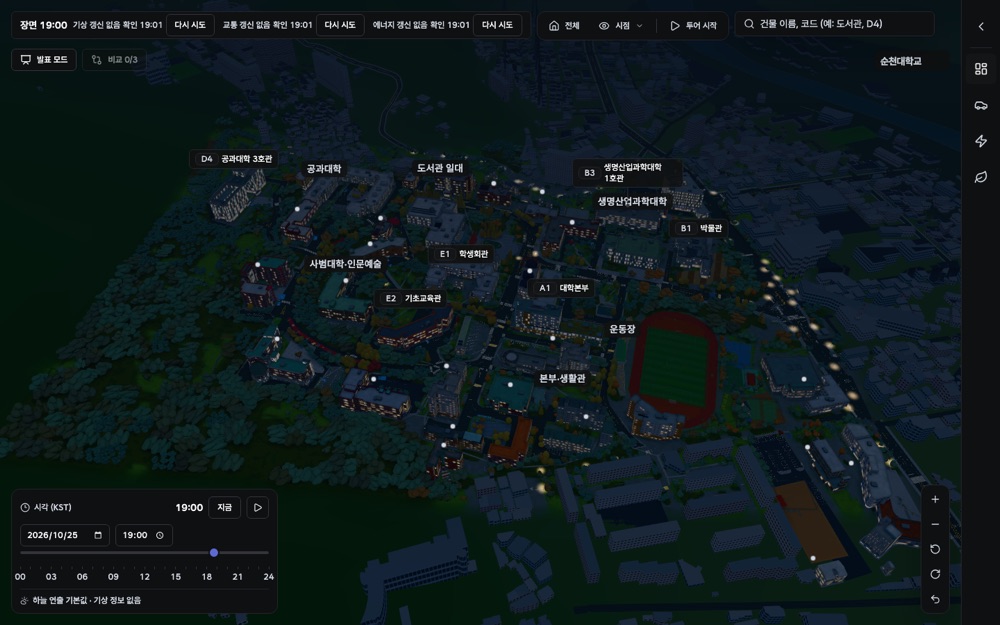 장면 19:00 기상 갱신 없음 확인 19:01 다시 시도 교통 갱신 없음 확인 19:01 다시 시도 에너지 갱신 없음 확인 19:01 다시 시도
전체 시점 투어 시작
건물 이름, 코드 (예: 도서관, D4)
발표 모드
비교 0/3
순천대학교
D4 공과대학 3호관
공과대학
도서관 일대
B3 생명산업과학대학
1호관
생명산업과학대학
B1 박물관
E1 학생회관
사범대학·인문예술
A1 대학본부
E2 기초교육관
운동장
본부·생활관
시각 (KST) 19:00 지금
2026/10/25 19:00
00 03 06 09 12 15 18 21 24
하늘 연출 기본값 · 기상 정보 없음